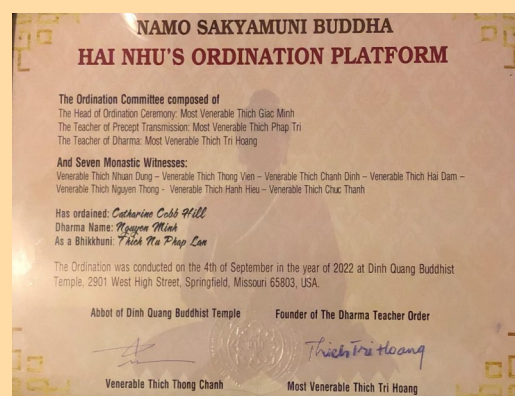 NAMO SAKYAMUNI BUDDHA
HAI NHU'S ORDINATION PLATFORM
The Ordination Committee composed of
The Head of Ordination Ceremony: Most Venerable Thich Giac Minh
The Teacher of Precept Transmission: Most Venerable Thich Phap Tri
The Teacher of Dharma: Most Venerable Thich Tri Hoang
And Seven Monastic Witnesses:
Venerable Thich Nhuan Dung – Venerable Thich Thong Vien – Venerable Thich Chanh Dinh – Venerable Thich Hai Dam –
Venerable Thich Nguyen Thong - Venerable Thich Hanh Hieu – Venerable Thich Chuc Thanh
Has ordained: Catharine Cobb Hill
Dharma Name: Nguyen Minh
As a Bhikkhuni: Thich Nu Phap Lan
The Ordination was conducted on the 4th of September in the year of 2022 at Dinh Quang Buddhist
Temple, 2901 West High Street, Springfield, Missouri 65803, USA.
Abbot of Dinh Quang Buddhist Temple Founder of The Dharma Teacher Order
Thich Tri Hoang
Venerable Thich Thong Chanh Most Venerable Thich Tri Hoang